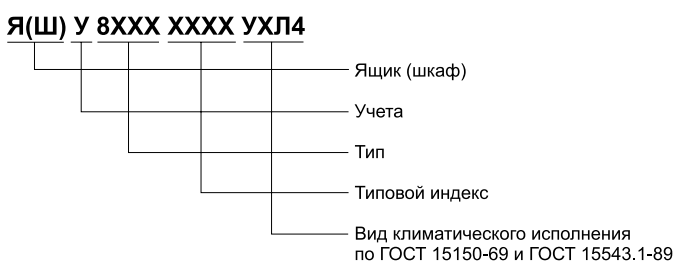 Я(Ш) У 8ХХХ ХХХХ УХЛ4
Ящик (шкаф)
Учета
Тип
Типовой индекс
Вид климатического исполнения
по ГОСТ 15150-69 и ГОСТ 15543.1-89